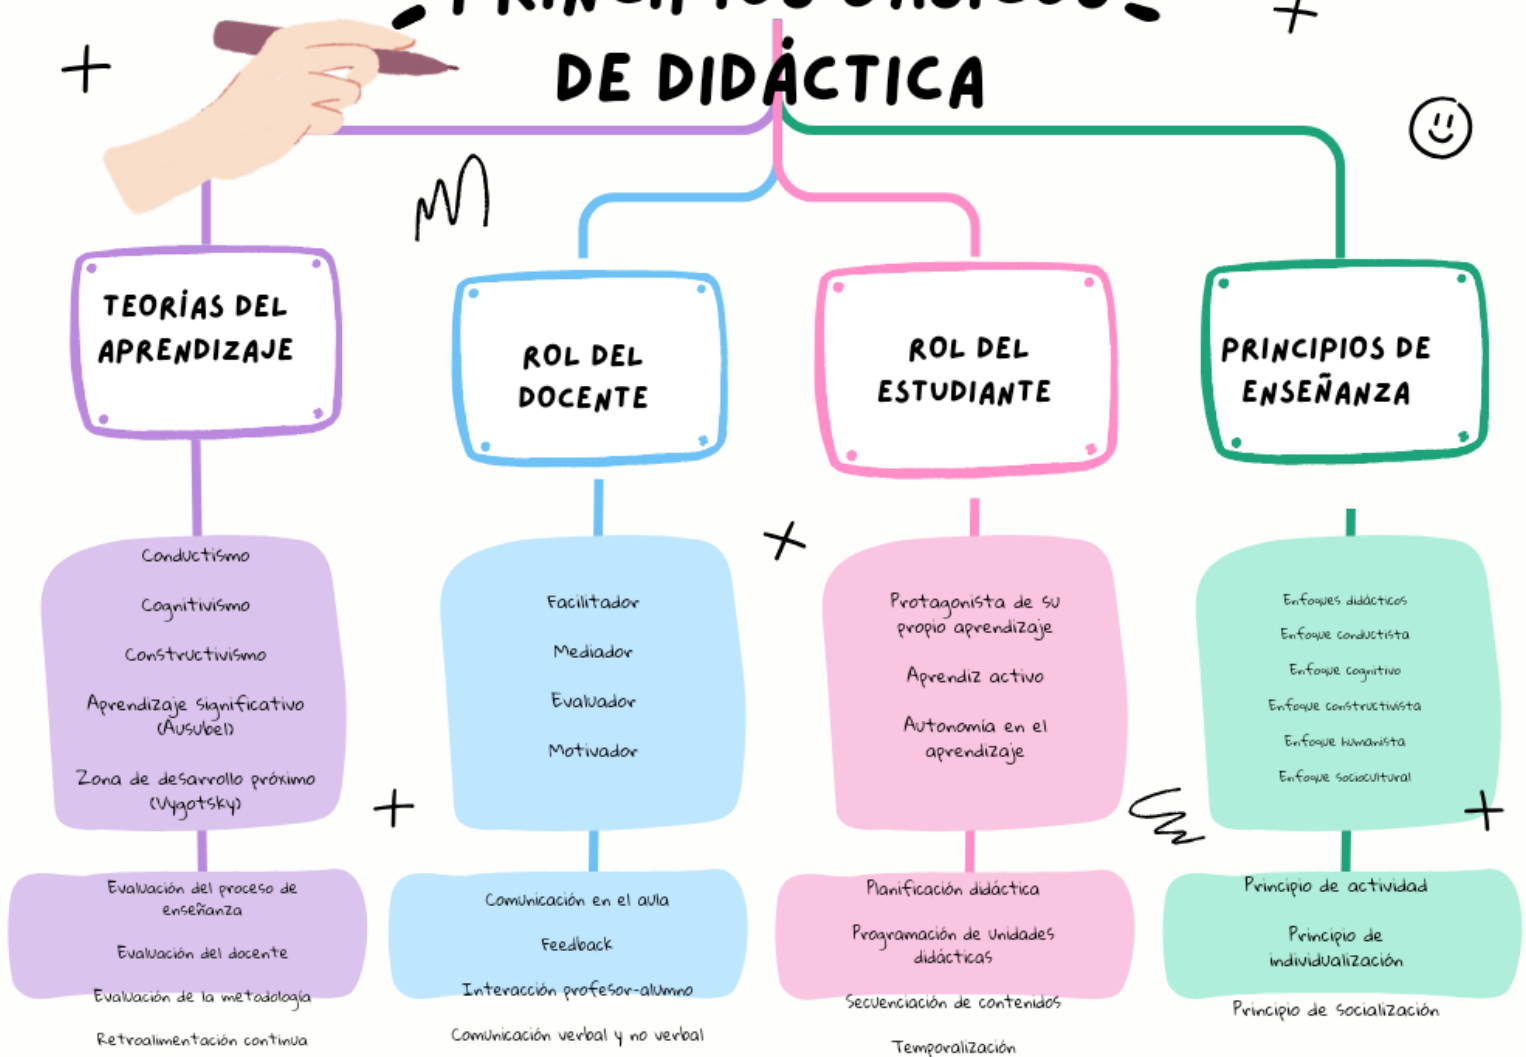 PRINCIPIOS BÁSICOS
DE DIDÁCTICA
TEORÍAS DEL
APRENDIZAJE
Conductismo
Cognitivismo
Constructivismo
Aprendizaje significativo
(Ausubel)
Zona de desarrollo próximo
(Vygotsky)
Evaluación del proceso de
enseñanza
Evaluación del docente
Evaluación de la metodología
Retroalimentación continua
ROL DEL
DOCENTE
Facilitador
Mediador
Evaluador
Motivador
Comunicación en el aula
Feedback
Interacción profesor-alumno
Comunicación verbal y no verbal
ROL DEL
ESTUDIANTE
Protagonista de su
propio aprendizaje
Aprendiz activo
Autonomía en el
aprendizaje
Planificación didáctica
Programación de unidades
didácticas
Secuenciación de contenidos
Temporalización
PRINCIPIOS DE
ENSEÑANZA
Enfoques didácticos
Enfoque conductista
Enfoque cognitivo
Enfoque constructivista
Enfoque humanista
Enfoque sociocultural
Principio de actividad
Principio de
individualización
Principio de socialización